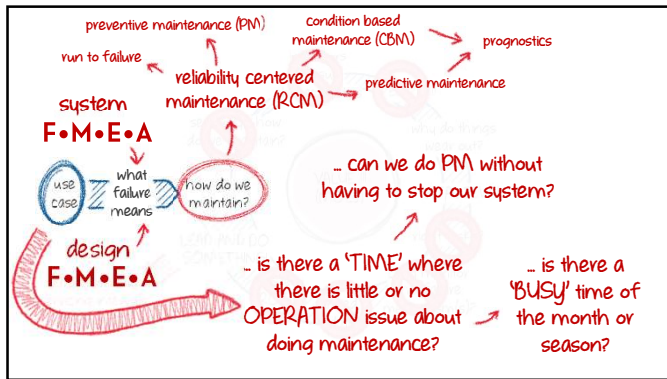 preventive maintenance (PM)
condition based
maintenance (CBM)
prognostics
run to failure
reliability centered
maintenance (RCM)
predictive maintenance
system
F•M•E•A
use
case
what
failure
means
how do we
maintain?
... can we do PM without
having to stop our system?
design
F•M•E•A
... is there a 'TIME' where
there is little or no
OPERATION issue about
doing maintenance?
... is there a
'BUSY' time of
the month or
season?